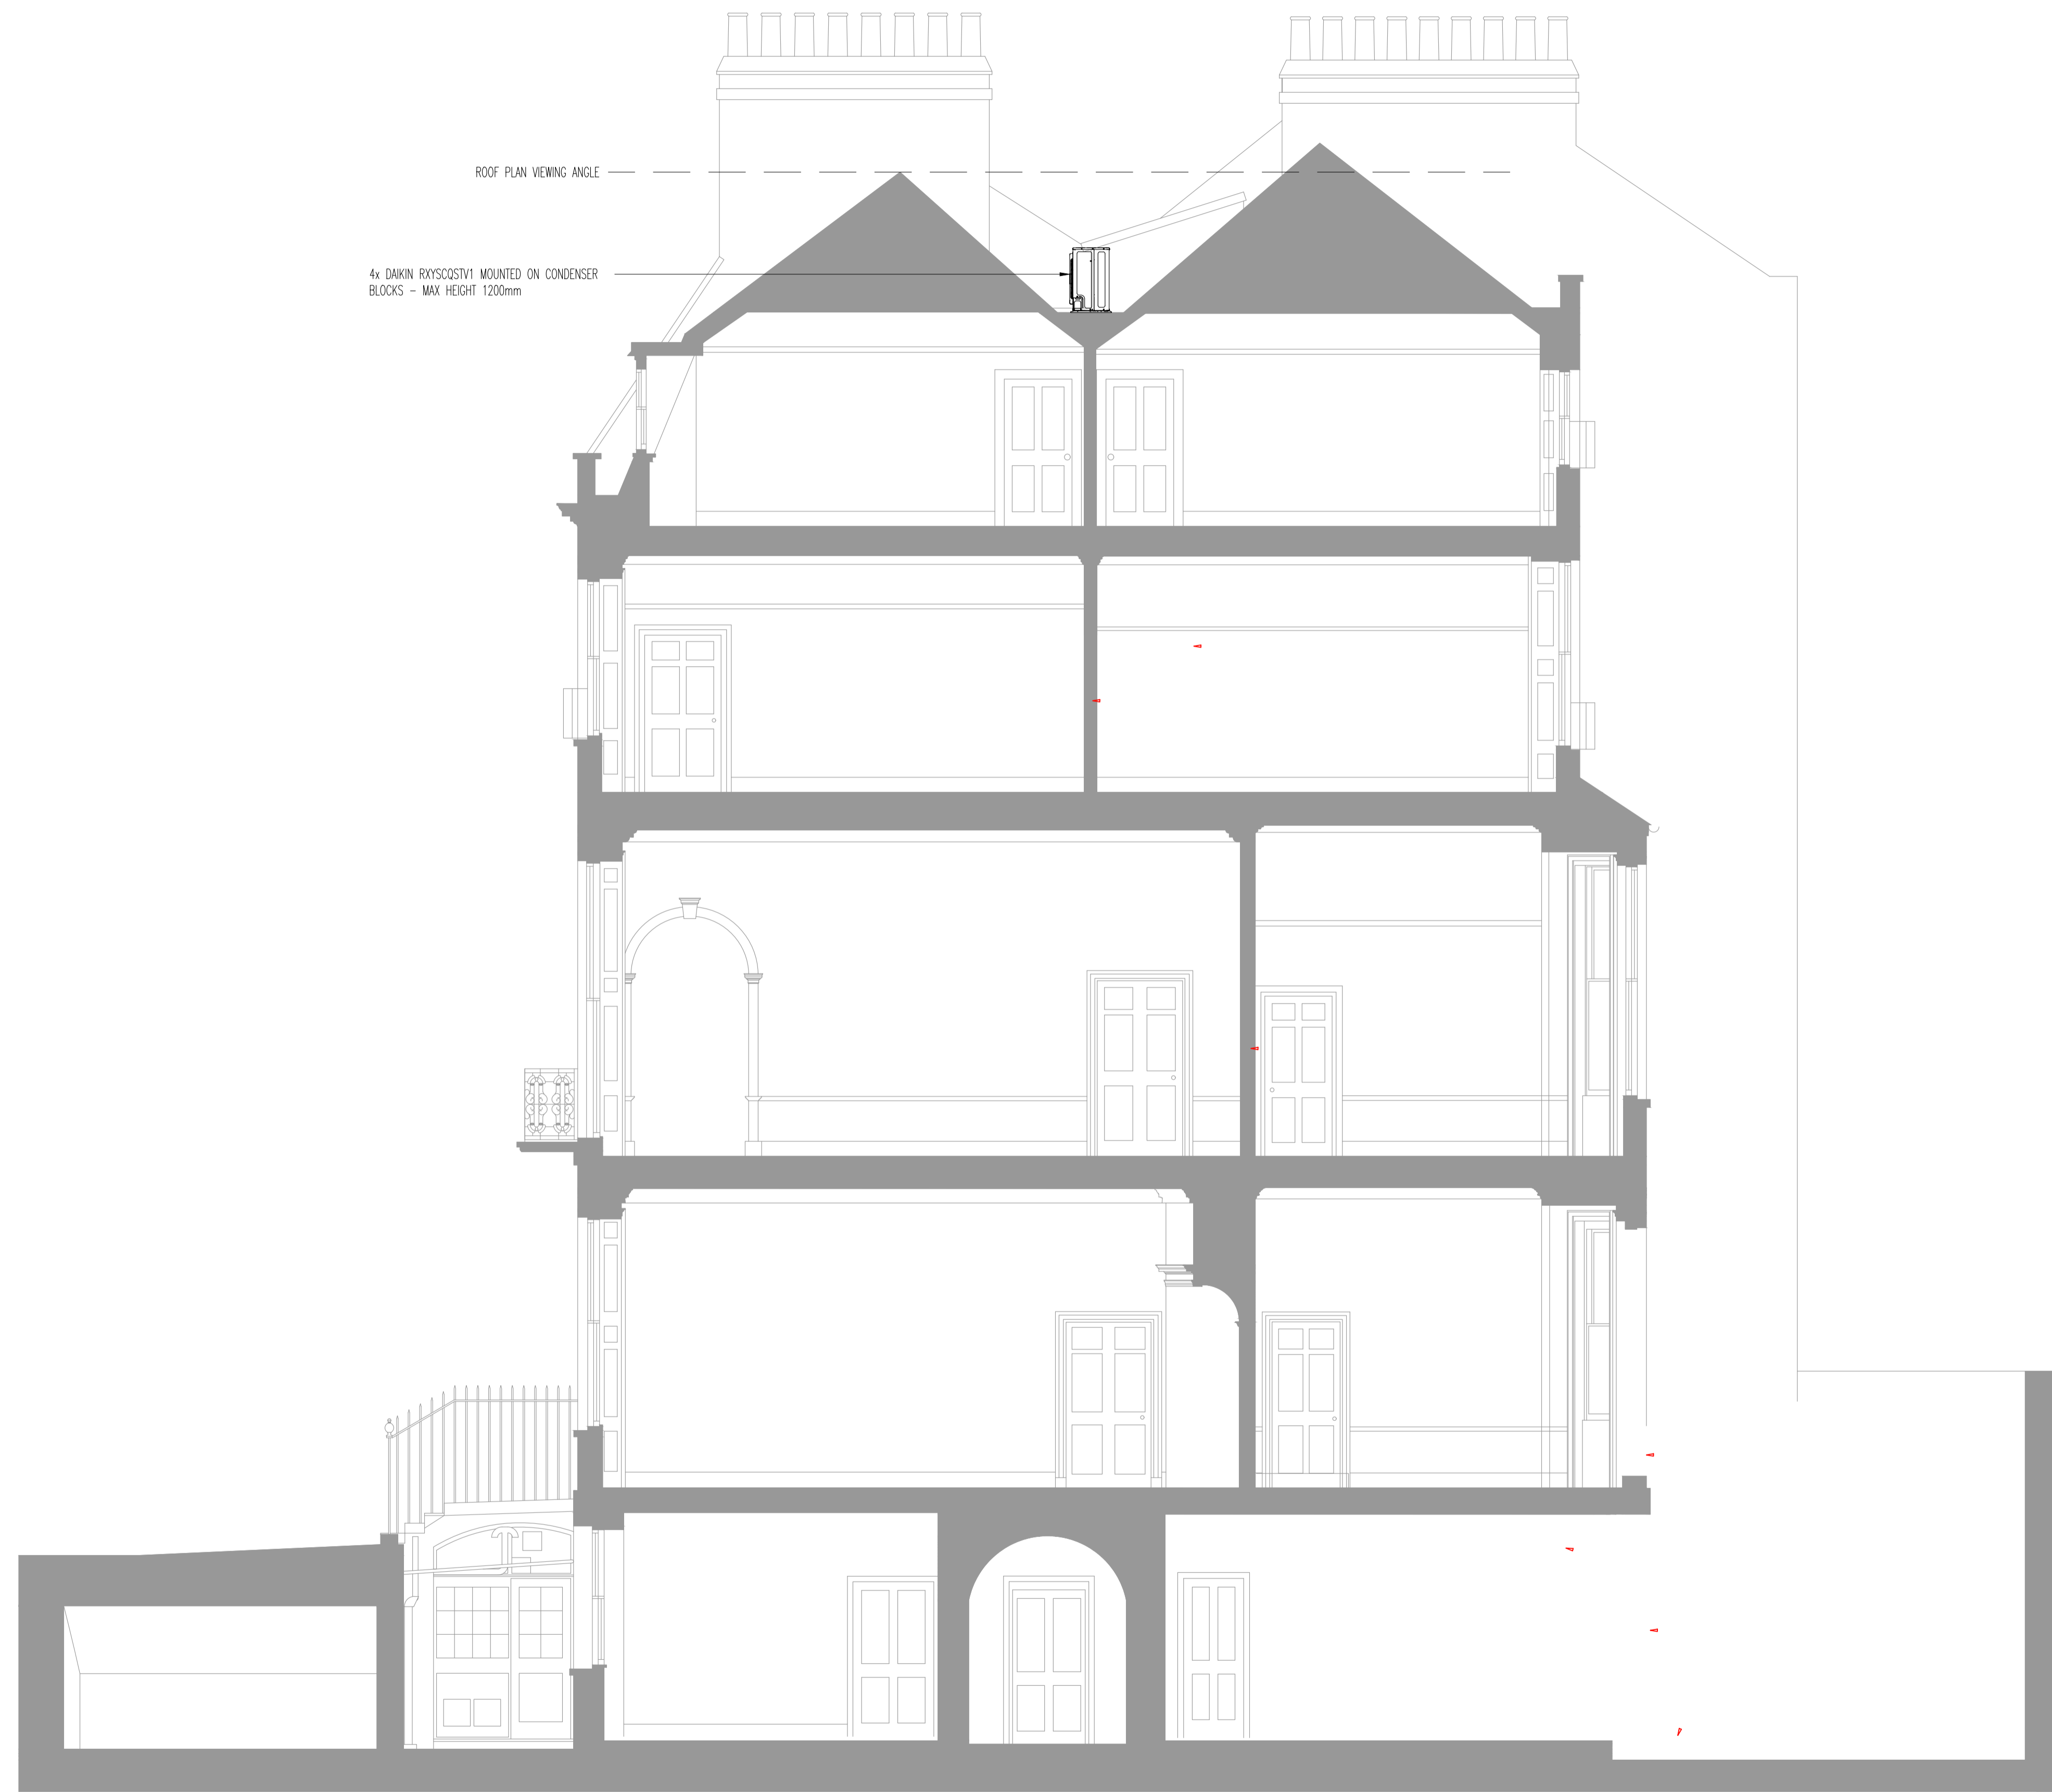 ROOF PLAN VIEWING ANGLE
4x DAIKIN RXYSCQSTV1 MOUNTED ON CONDENSER
BLOCKS – MAX HEIGHT 1200mm